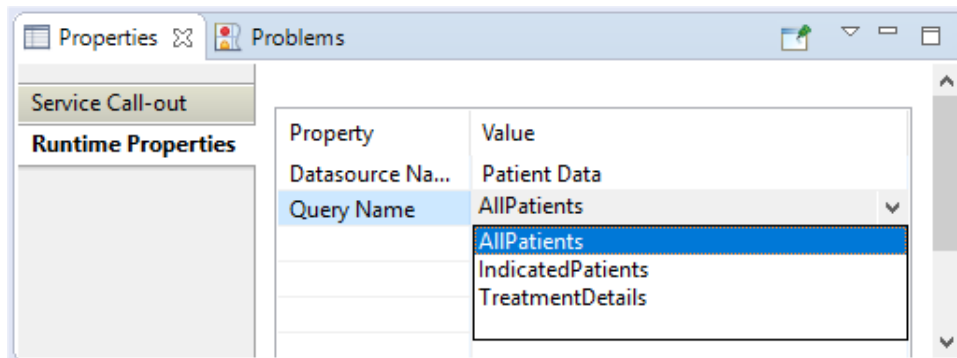 Properties Problems
Service Call-out
Runtime Properties
Property Value
Datasource Na... Patient Data
Query Name AllPatients
AllPatients
IndicatedPatients
TreatmentDetails